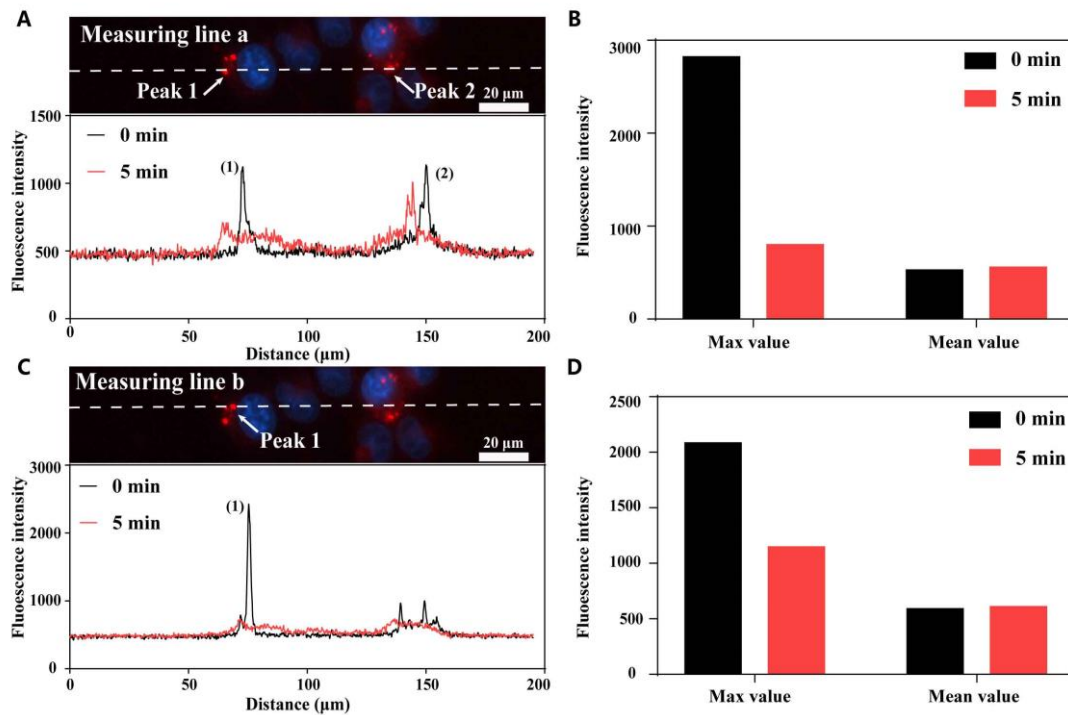 A
Measuring line a
Peak 1
Peak 2
20 µm
1500
1000
500
0
Fluoescence intensity
0 min
5 min
(1)
(2)
0
50
100
150
200
Distance (µm)
B
3000
2000
1000
0
Fluoescence intensity
0 min
5 min
Max value
Mean value
C
Measuring line b
Peak 1
20 µm
3000
2000
1000
0
Fluoescence intensity
0 min
5 min
(1)
0
50
100
150
200
Distance (µm)
D
2500
2000
1500
1000
500
0
Fluoescence intensity
0 min
5 min
Max value
Mean value